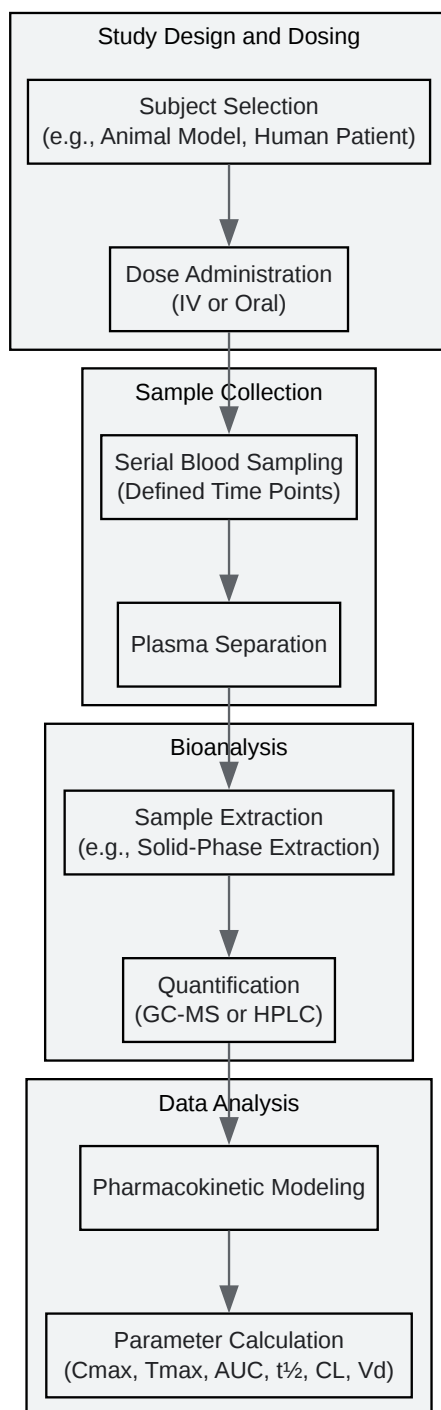 Study Design and Dosing
Subject Selection
(e.g., Animal Model, Human Patient)
Dose Administration
(IV or Oral)
Sample Collection
Serial Blood Sampling
(Defined Time Points)
Plasma Separation
Bioanalysis
Sample Extraction
(e.g., Solid-Phase Extraction)
Quantification
(GC-MS or HPLC)
Data Analysis
Pharmacokinetic Modeling
Parameter Calculation
(Cmax, Tmax, AUC, t½, CL, Vd)